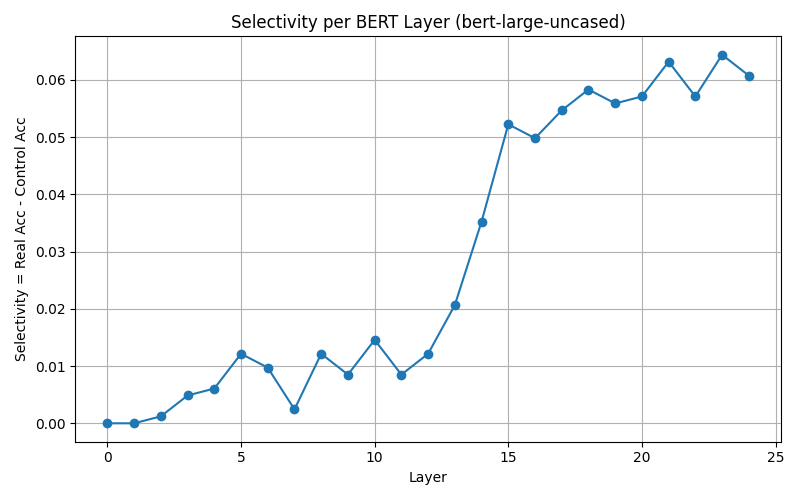 Selectivity per BERT Layer (bert-large-uncased)
Selectivity = Real Acc - Control Acc
0.06
0.05
0.04
0.03
0.02
0.01
0.00
0 5 10 15 20 25
Layer